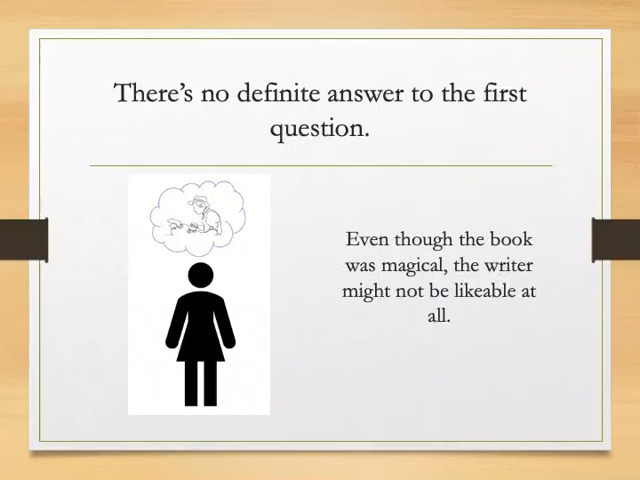 There's no definite answer to the first
question.
Even though the book
was magical, the writer
might not be likeable at
all.